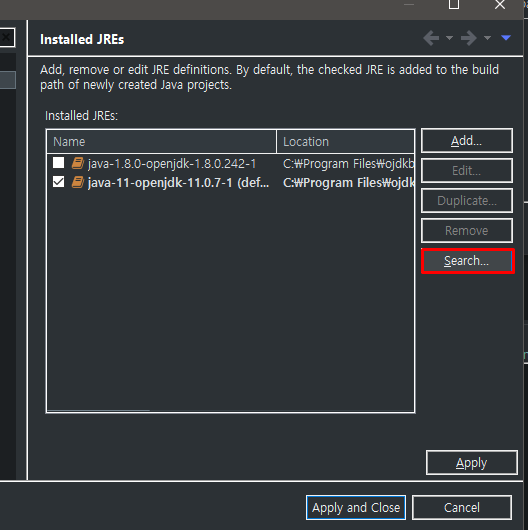 Installed JREs
Add, remove or edit JRE definitions. By default, the checked JRE is added to the build
path of newly created Java projects.
Installed JREs:
Name Location
java-1.8.0-openjdk-1.8.0.242-1 C:₩Program Files₩ojdkb
java-11-openjdk-11.0.7-1 (def... C:₩Program Files₩ojdk
Add...
Edit...
Duplicate...
Remove
Search...
Apply
Apply and Close Cancel